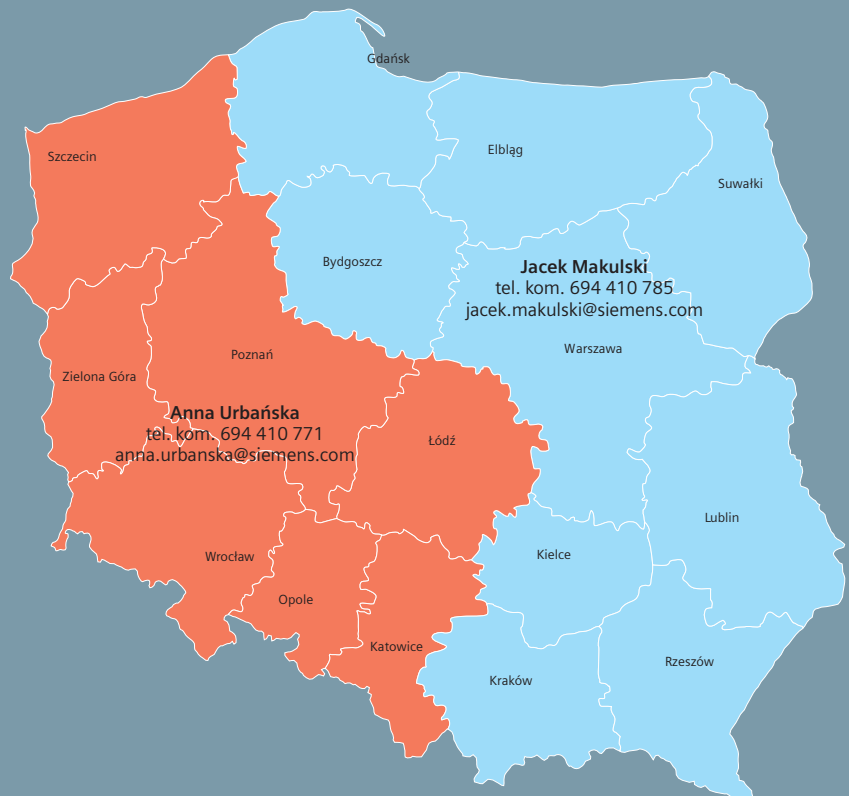 Gdańsk
Szczecin
Elbląg
Suwałki
Bydgoszcz
Jacek Makulski
tel. kom. 694 410 785
jacek.makulski@siemens.com
Warszawa
Poznań
Zielona Góra
Anna Urbańska
tel. kom. 694 410 771
anna.urbanska@siemens.com
Łódź
Lublin
Wrocław
Kielce
Opole
Katowice
Kraków
Rzeszów